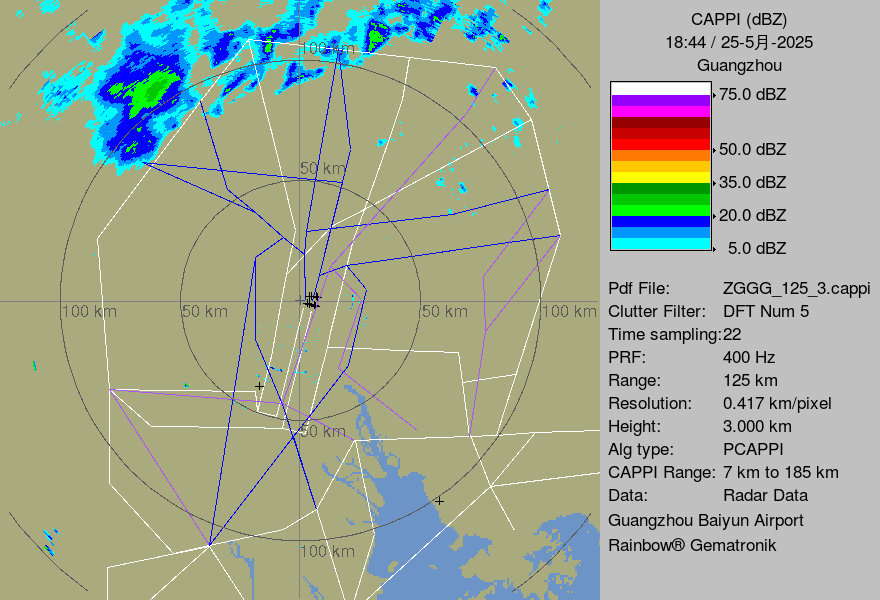 100 km
50 km
100 km
50 km
50 km
100 km
50 km
100 km
CAPPI (dBZ)
18:44 / 25-5月-2025
Guangzhou
75.0 dBZ
50.0 dBZ
35.0 dBZ
20.0 dBZ
5.0 dBZ
Pdf File: ZGGG_125_3.cappi
Clutter Filter: DFT Num 5
Time sampling:22
PRF: 400 Hz
Range: 125 km
Resolution: 0.417 km/pixel
Height: 3.000 km
Alg type: PCAPPI
CAPPI Range: 7 km to 185 km
Data: Radar Data
Guangzhou Baiyun Airport
Rainbow® Gematronik